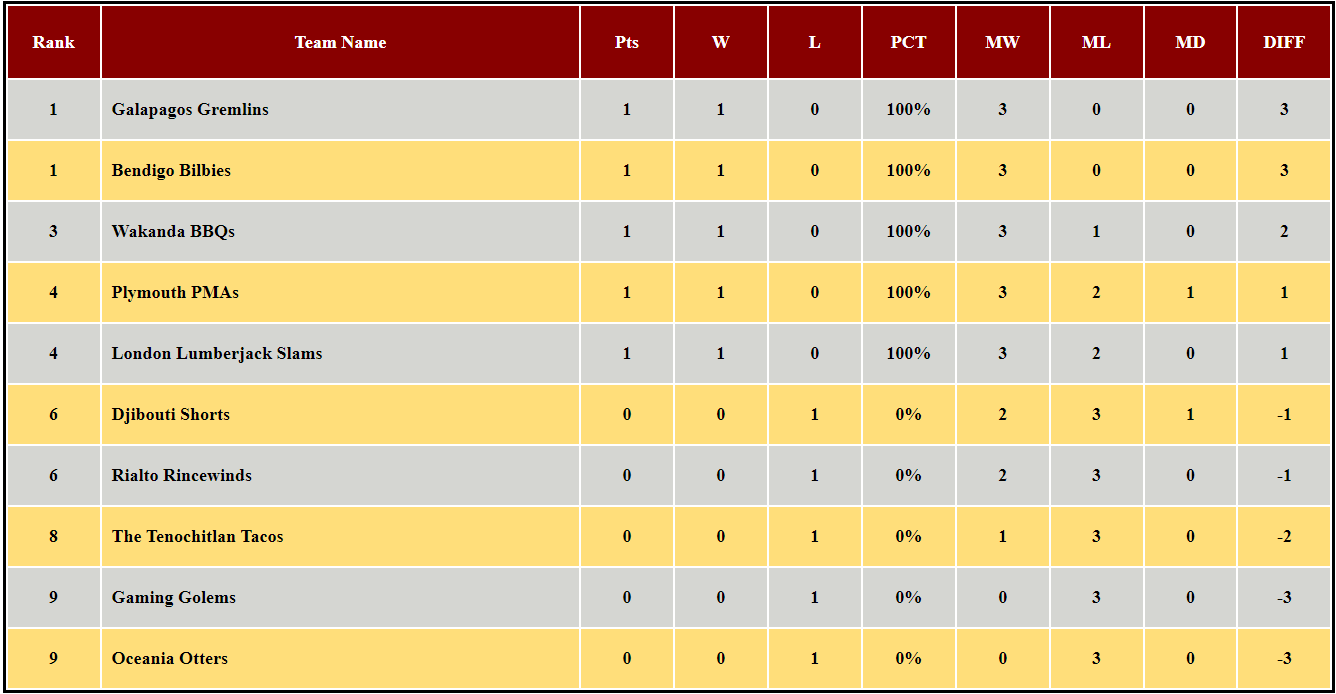 Rank Team Name Pts W L PCT MW ML MD DIFF
1 Galapagos Gremlins 1 1 0 100% 3 0 0 3
1 Bendigo Bilbies 1 1 0 100% 3 0 0 3
3 Wakanda BBQs 1 1 0 100% 3 1 0 2
4 Plymouth PMAs 1 1 0 100% 3 2 1 1
4 London Lumberjack Slams 1 1 0 100% 3 2 0 1
6 Djibouti Shorts 0 0 1 0% 2 3 1 -1
6 Rialto Rincewinds 0 0 1 0% 2 3 0 -1
8 The Tenochitlan Tacos 0 0 1 0% 1 3 0 -2
9 Gaming Golems 0 0 1 0% 0 3 0 -3
9 Oceania Otters 0 0 1 0% 0 3 0 -3